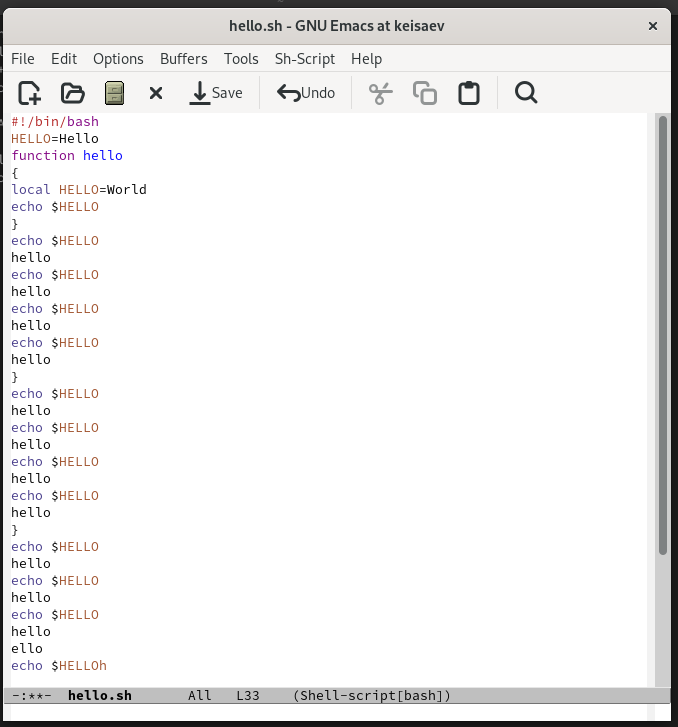 hello.sh - GNU Emacs at keisaev
File Edit Options Buffers Tools Sh-Script Help
Save Undo
#!/bin/bash
HELLO=Hello
function hello
{
local HELLO=World
echo $HELLO
}
echo $HELLO
hello
echo $HELLO
hello
echo $HELLO
hello
echo $HELLO
hello
}
echo $HELLO
hello
echo $HELLO
hello
echo $HELLO
hello
echo $HELLO
hello
}
echo $HELLO
hello
echo $HELLO
hello
echo $HELLO
hello
ello
echo $HELLOh
-:**- hello.sh All L33 (Shell-script[bash])